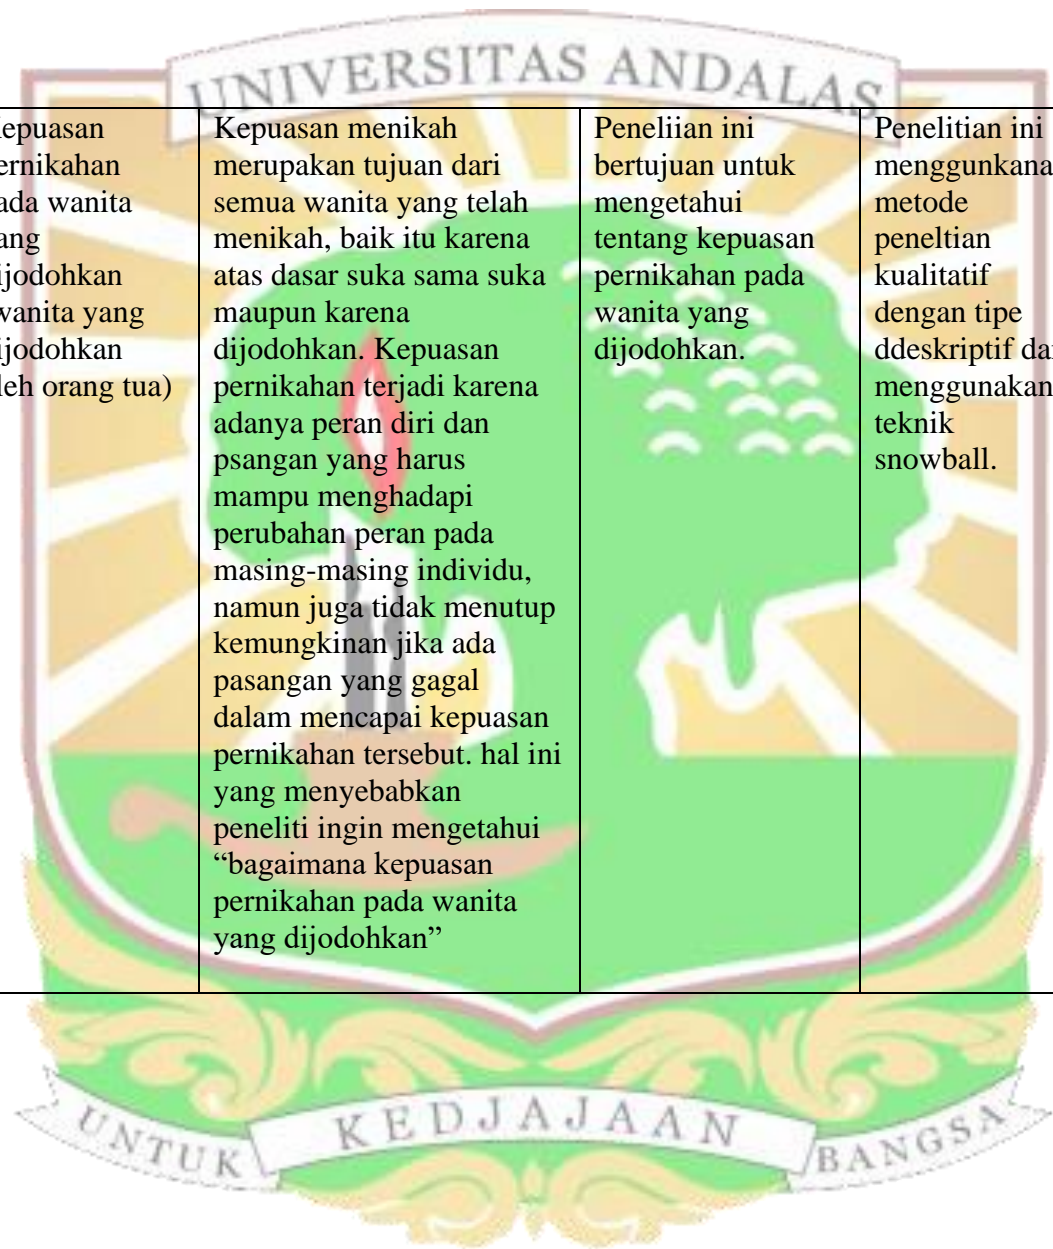 UNIVERSITAS ANDALAS
epuasan
ernikahan
ada wanita
ang
ijodohkan
wanita yang
ijodohkan
leh orang tua)
Kepuasan menikah
merupakan tujuan dari
semua wanita yang telah
menikah, baik itu karena
atas dasar suka sama suka
maupun karena
dijodohkan. Kepuasan
pernikahan terjadi karena
adanya peran diri dan
psangan yang harus
mampu menghadapi
perubahan peran pada
masing-masing individu,
namun juga tidak menutup
kemungkinan jika ada
pasangan yang gagal
dalam mencapai kepuasan
pernikahan tersebut. hal ini
yang menyebabkan
peneliti ingin mengetahui
“bagaimana kepuasan
pernikahan pada wanita
yang dijodohkan”
Peneliian ini
bertujuan untuk
mengetahui
tentang kepuasan
pernikahan pada
wanita yang
dijodohkan.
Penelitian ini
menggunkana
metode
peneltian
kualitatif
dengan tipe
ddeskriptif da
menggunakan
teknik
snowball.
UNTUK KEDJAJAAN BANGSA